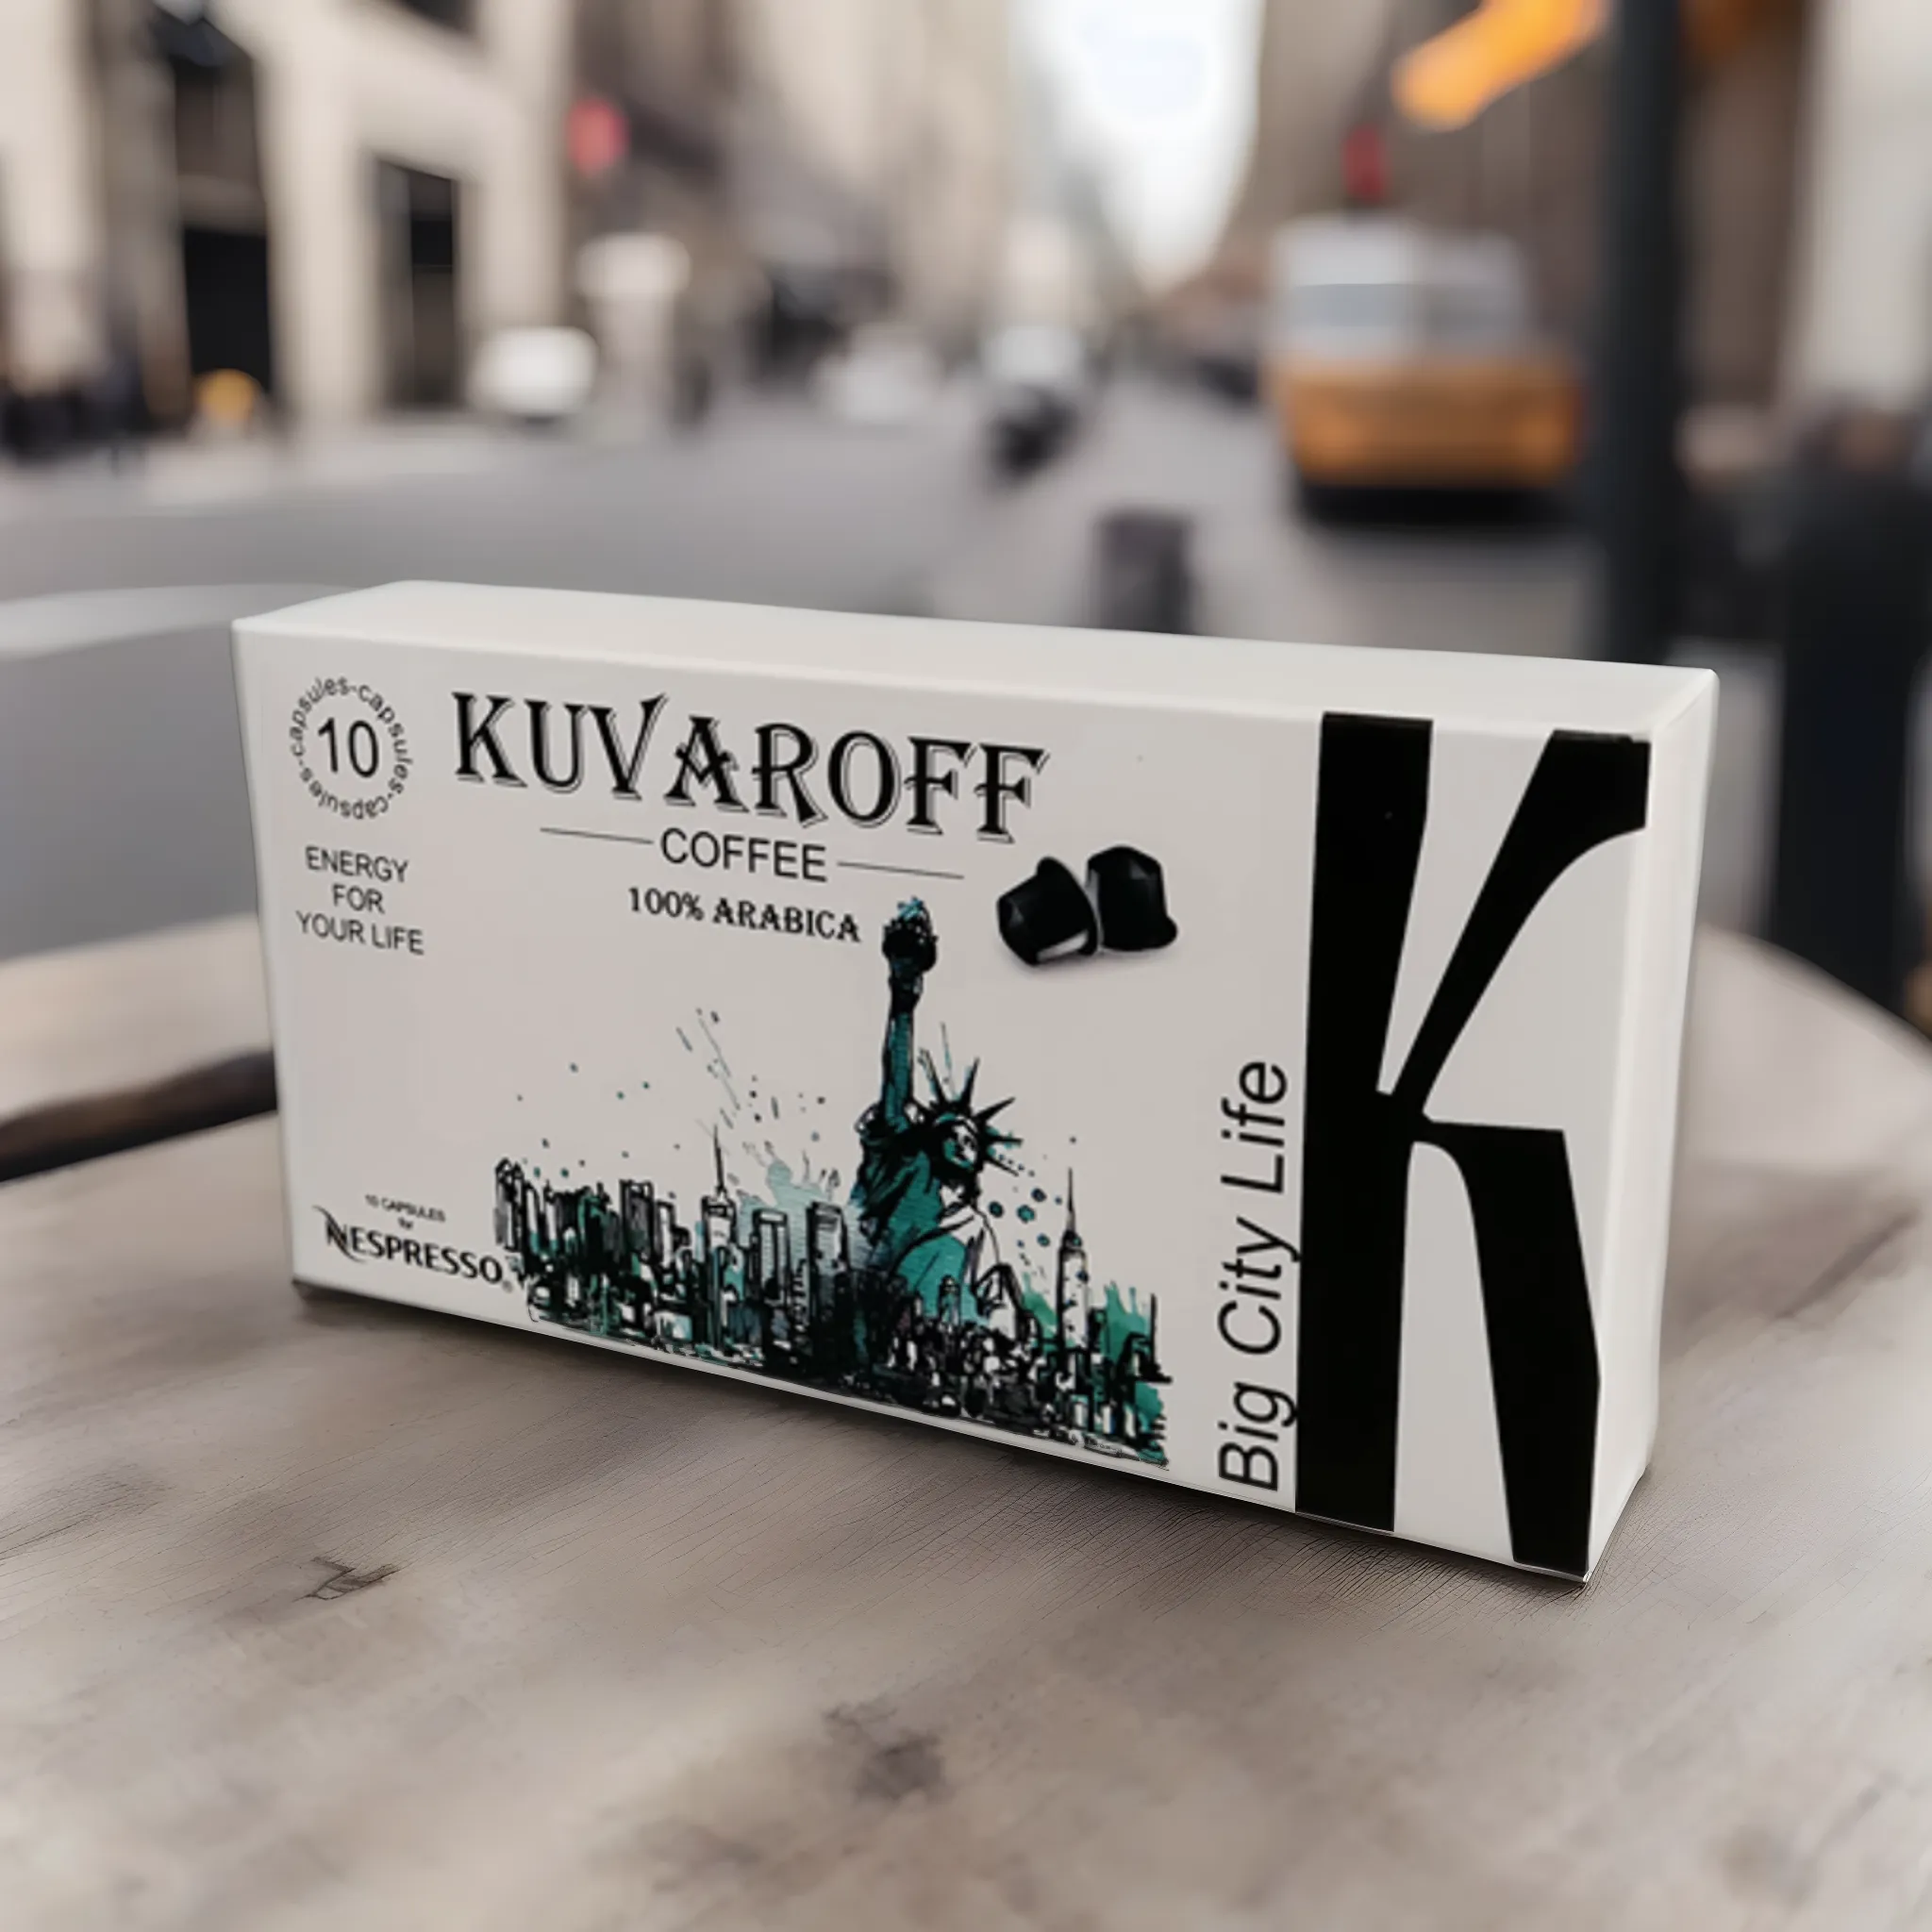 capsules-capsules-capsules-
10
KUVAROFF
COFFEE
100% ARABICA
ENERGY
FOR
YOUR LIFE
10 CAPSULES
for
NESPRESSO®
Big City Life
K